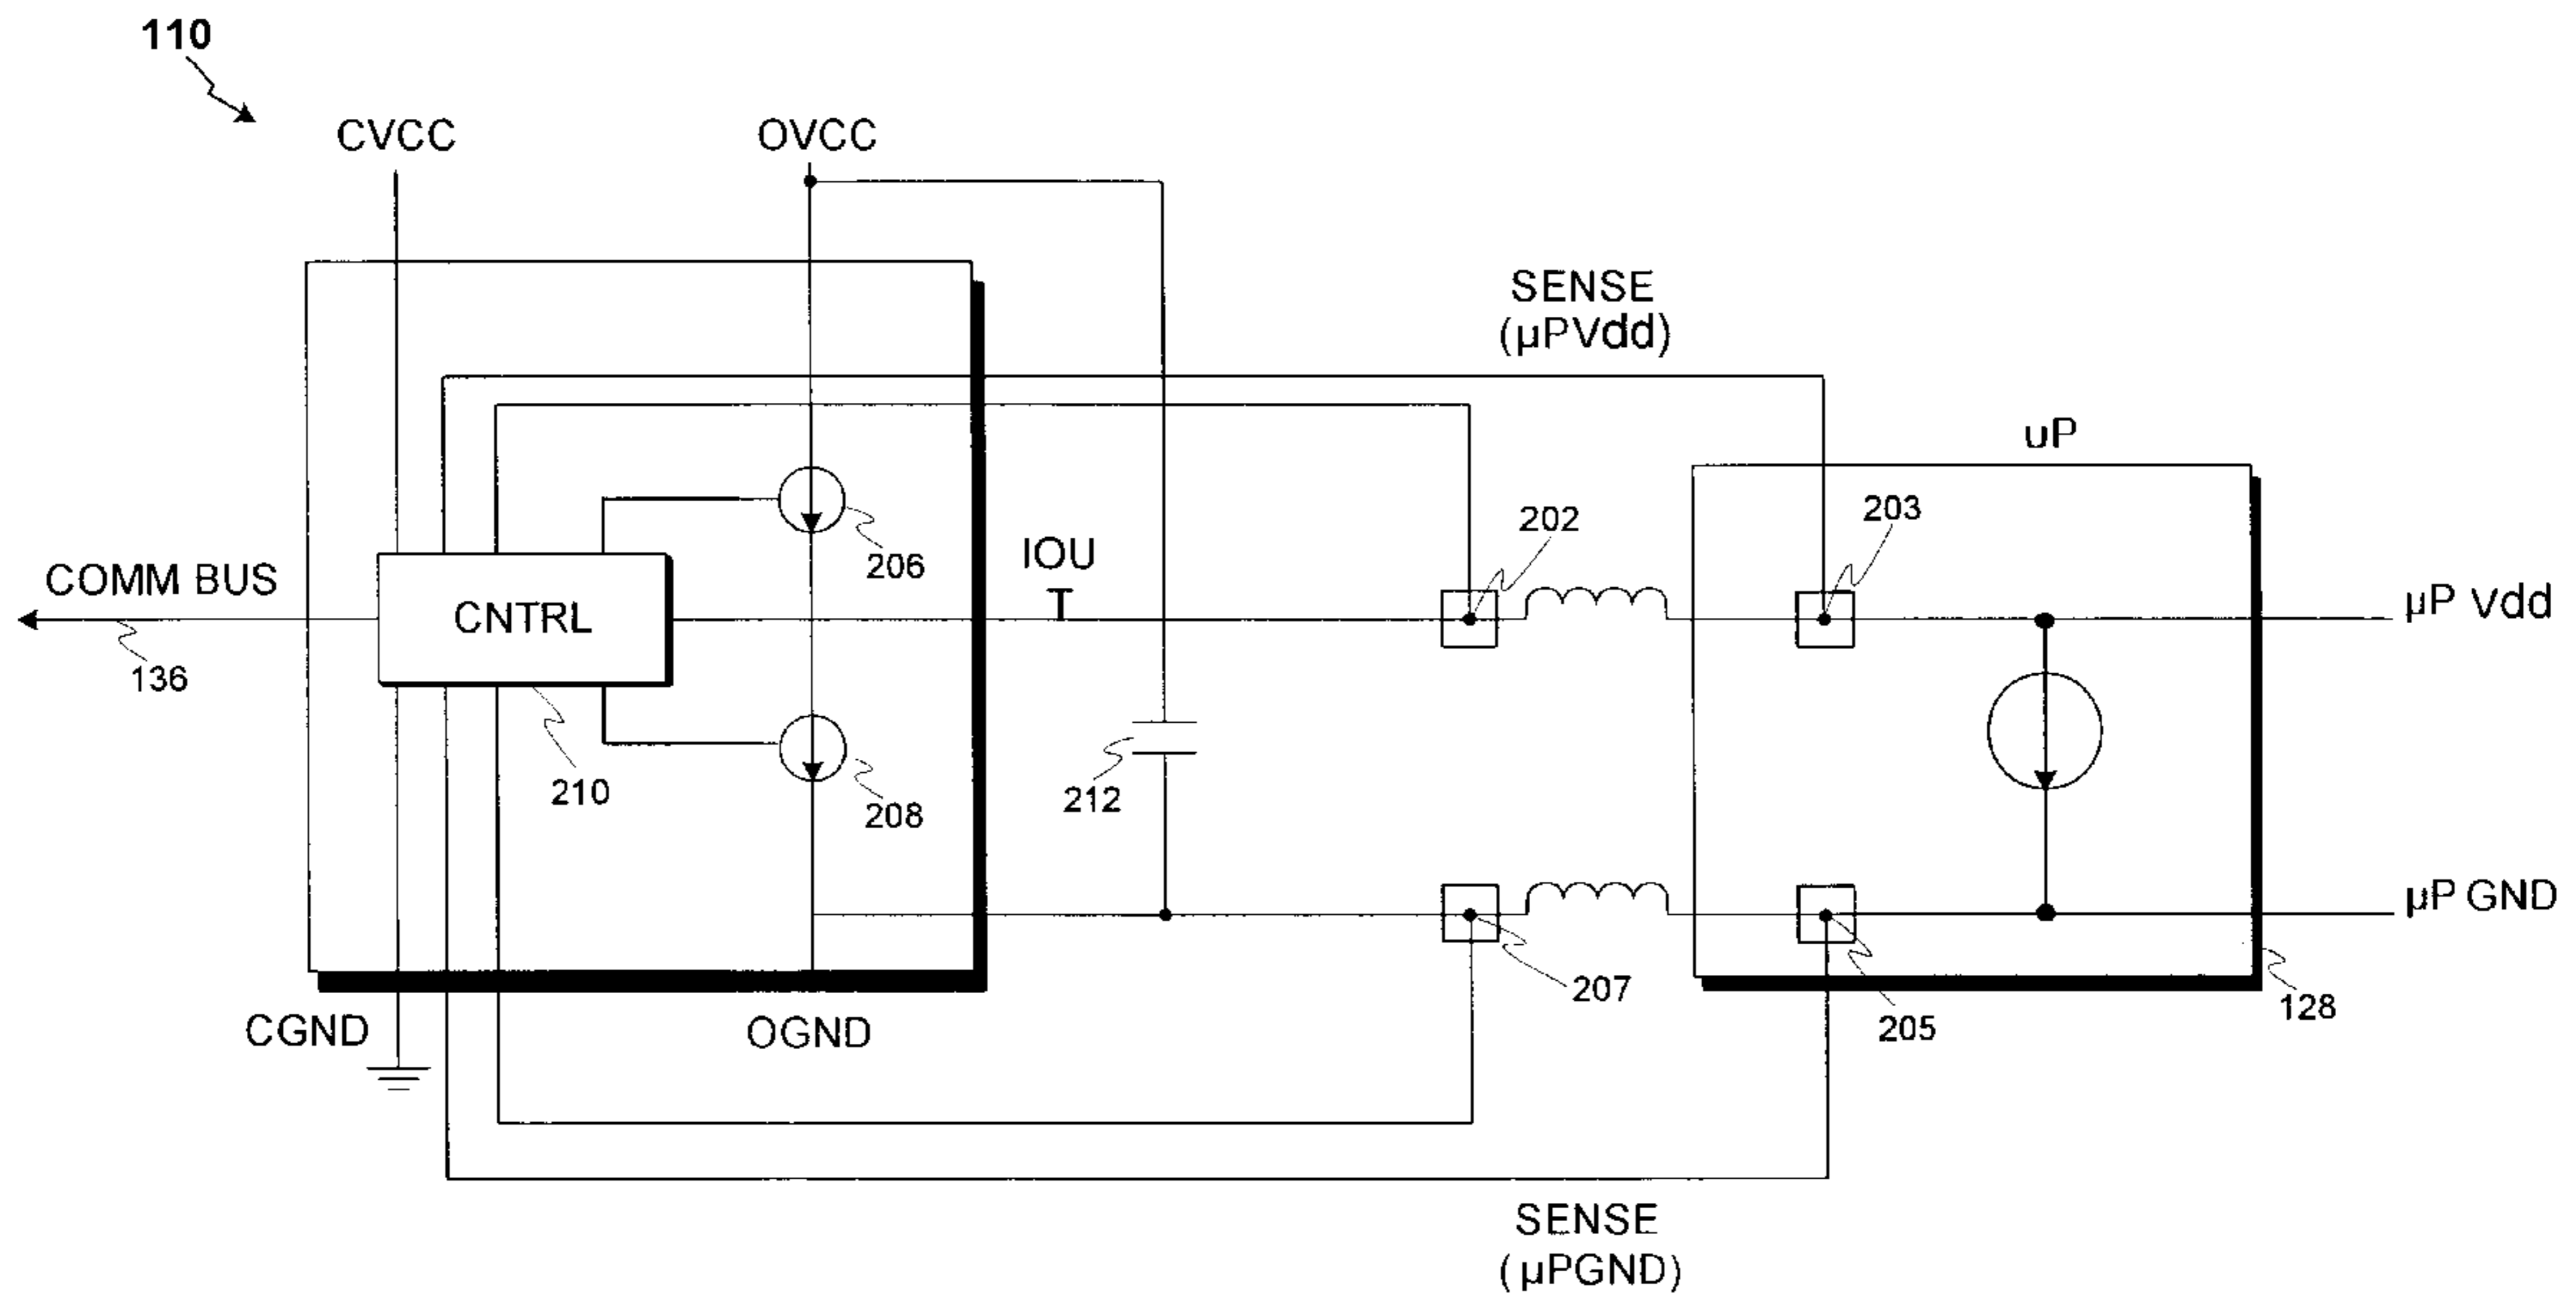 110
CVCC
OVCC
SENSE
(µPVdd)
uP
203
202
206
IOU
COMM BUS
CNTRL
µP Vdd
136
210
212
208
µP GND
207
128
205
CGND
OGND
SENSE
(µPGND)